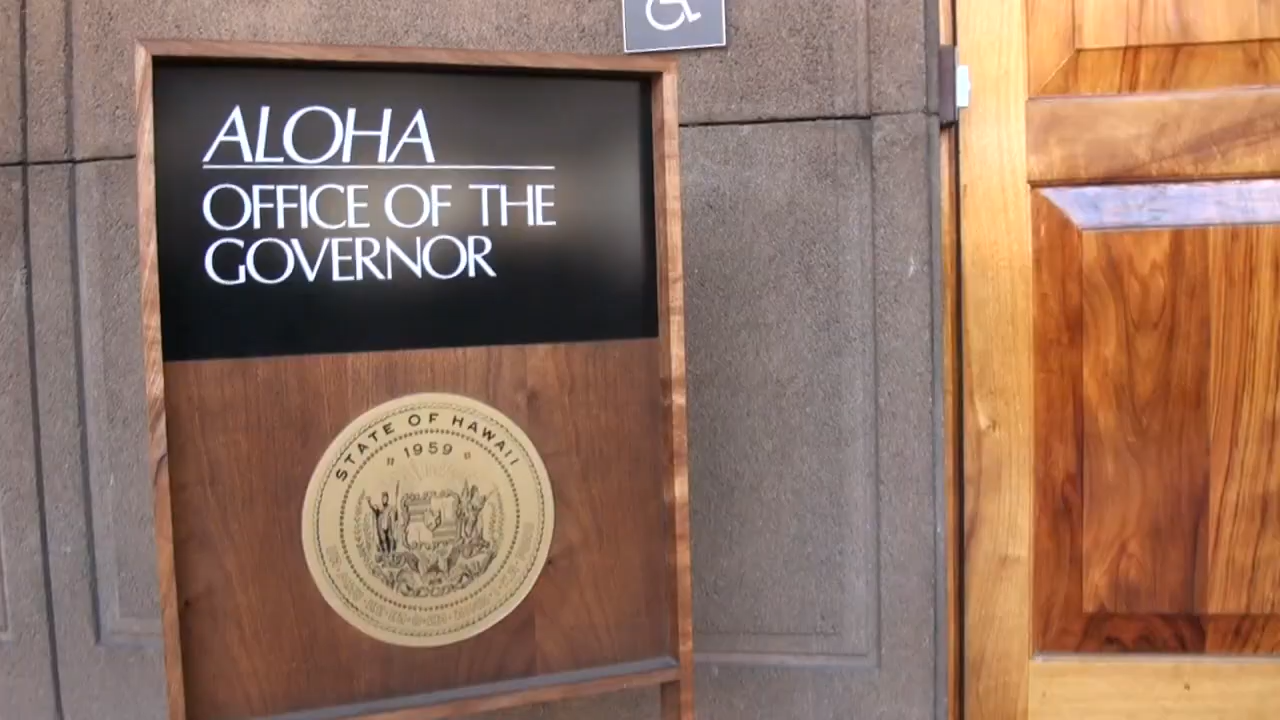 ALOHA
OFFICE OF THE
GOVERNOR
STATE OF HAWAII
1959